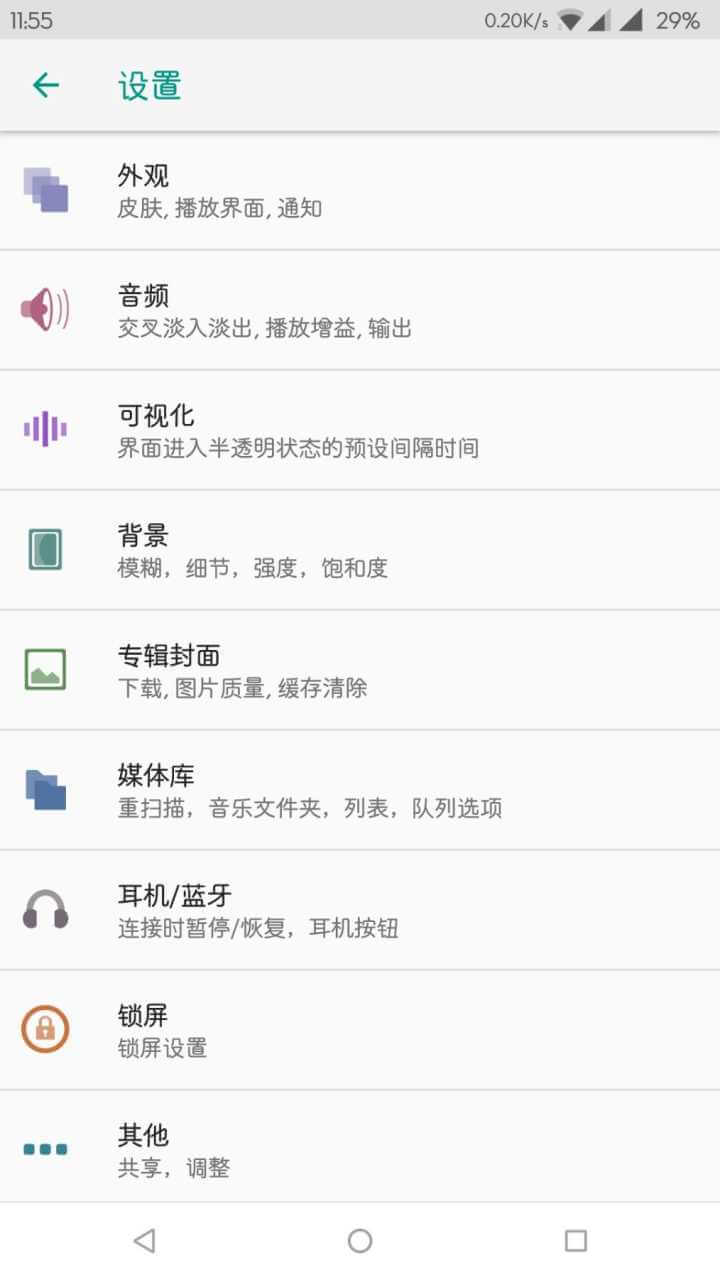 11:55 0.20K/s 29%
设置
外观
皮肤, 播放界面, 通知
音频
交叉淡入淡出, 播放增益, 输出
可视化
界面进入半透明状态的预设间隔时间
背景
模糊，细节，强度，饱和度
专辑封面
下载, 图片质量, 缓存清除
媒体库
重扫描，音乐文件夹，列表，队列选项
耳机/蓝牙
连接时暂停/恢复，耳机按钮
锁屏
锁屏设置
其他
共享，调整